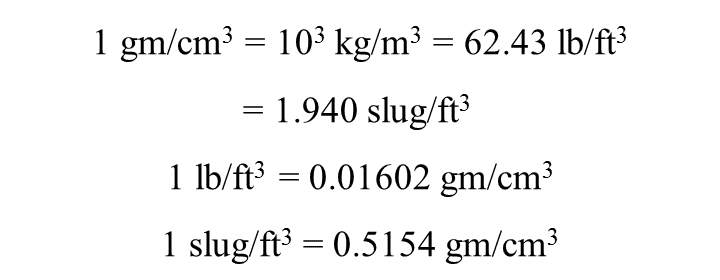 1 gm/cm³ = 10³ kg/m³ = 62.43 lb/ft³
= 1.940 slug/ft³
1 lb/ft³ = 0.01602 gm/cm³
1 slug/ft³ = 0.5154 gm/cm³